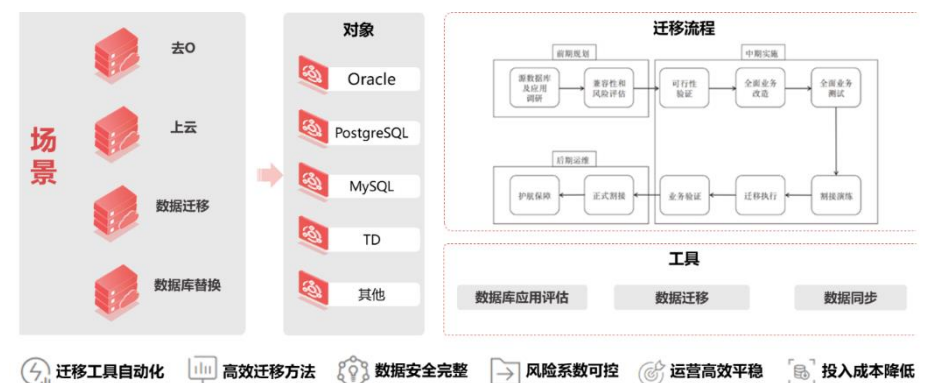 场景
去O
上云
数据迁移
数据库替换
对象
Oracle
PostgreSQL
MySQL
TD
其他
迁移流程
前期规划
源数据库
及应用
调研
兼容性和
风险评估
中期实施
可行性
验证
全面业务
改造
全面业务
测试
后期运维
护航保障
正式割接
业务验证
迁移执行
割接演练
工具
数据库应用评估
数据迁移
数据同步
迁移工具自动化
高效迁移方法
数据安全完整
风险系数可控
运营高效平稳
投入成本降低